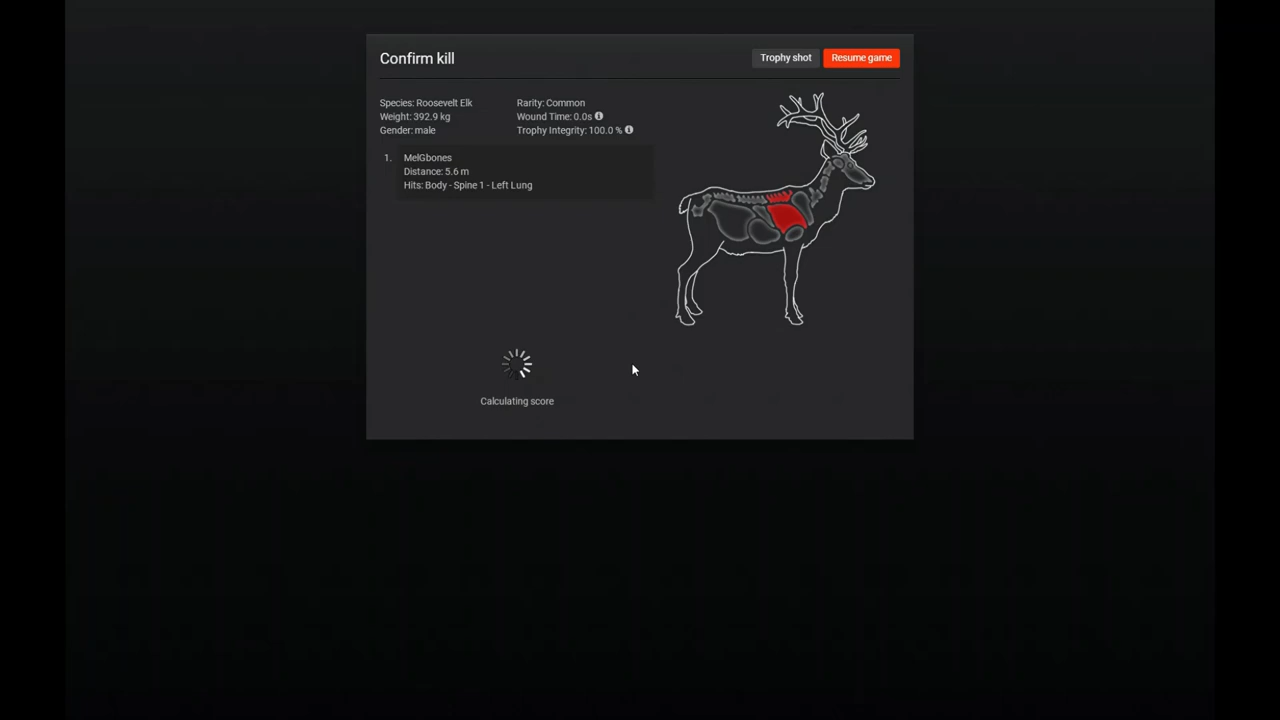 Confirm kill
Trophy shot
Resume game
Species: Roosevelt Elk
Weight: 392.9 kg
Gender: male
Rarity: Common
Wound Time: 0.0s
Trophy Integrity: 100.0 %
1.
MelGbones
Distance: 5.6 m
Hits: Body - Spine 1 - Left Lung
Calculating score